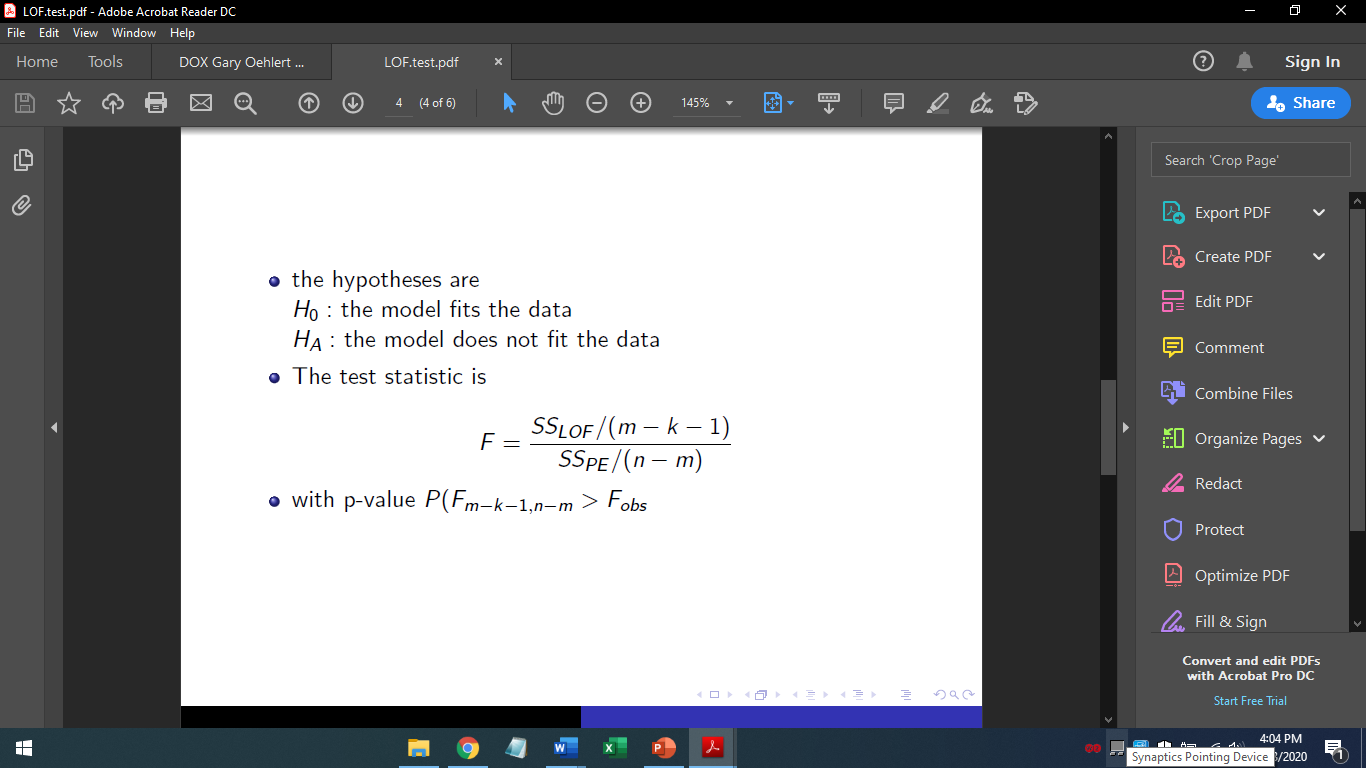 LOF.test.pdf - Adobe Acrobat Reader DC
File Edit View Window Help
Home Tools DOX Gary Oehlert ... LOF.test.pdf × Sign In
4 (4 of 6) 145% Share
Search 'Crop Page'
Export PDF
Create PDF
Edit PDF
Comment
Combine Files
Organize Pages
Redact
Protect
Optimize PDF
Fill & Sign
Convert and edit PDFs
with Acrobat Pro DC
Start Free Trial
the hypotheses are
H0 : the model fits the data
HA : the model does not fit the data
The test statistic is
F = SSLOF/(m − k − 1)
SSPE/(n − m)
with p-value P(Fm−k−1,n−m > Fobs
4:04 PM
/2020
Synaptics Pointing Device
1